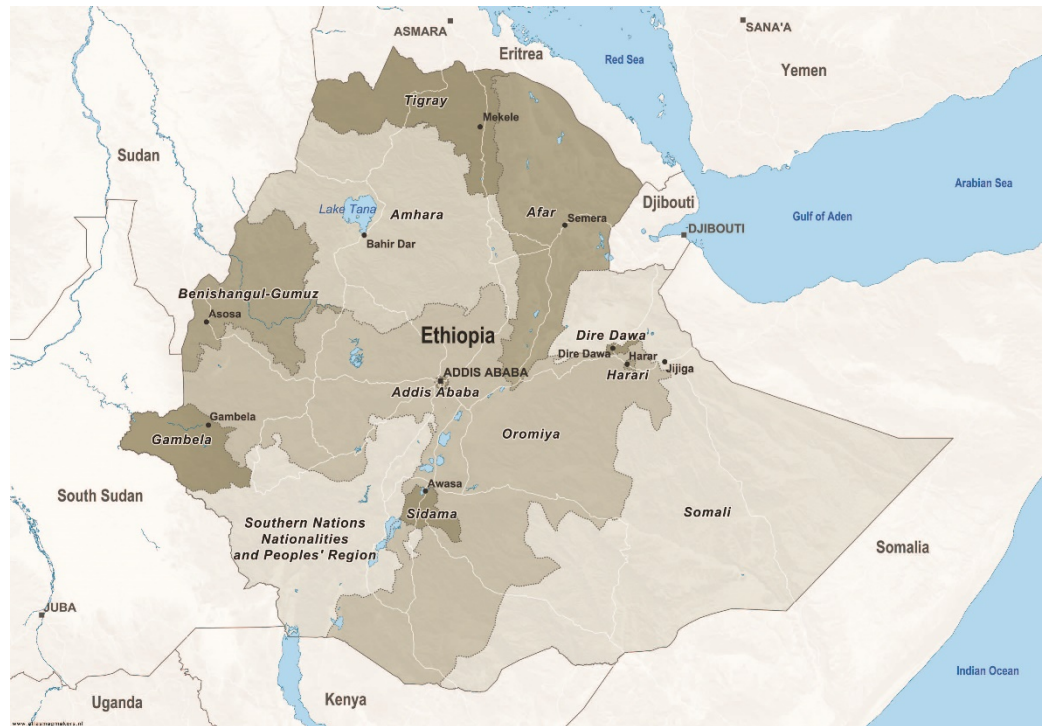 SANA'A
ASMARA
Eritrea
Red Sea
Yemen
Tigray
Mekele
Sudan
Arabian Sea
Djibouti
Lake Tana
Amhara
Afar
Semera
Gulf of Aden
DJIBOUTI
Bahir Dar
Benishangul-Gumuz
Asosa
Ethiopia
Dire Dawa
Dire Dawa
Harar
Jijiga
Harari
ADDIS ABABA
Addis Ababa
Gambela
Gambela
Oromiya
Awasa
South Sudan
Sidama
Somali
Southern Nations
Nationalities
and Peoples' Region
Somalia
JUBA
Indian Ocean
Uganda
Kenya